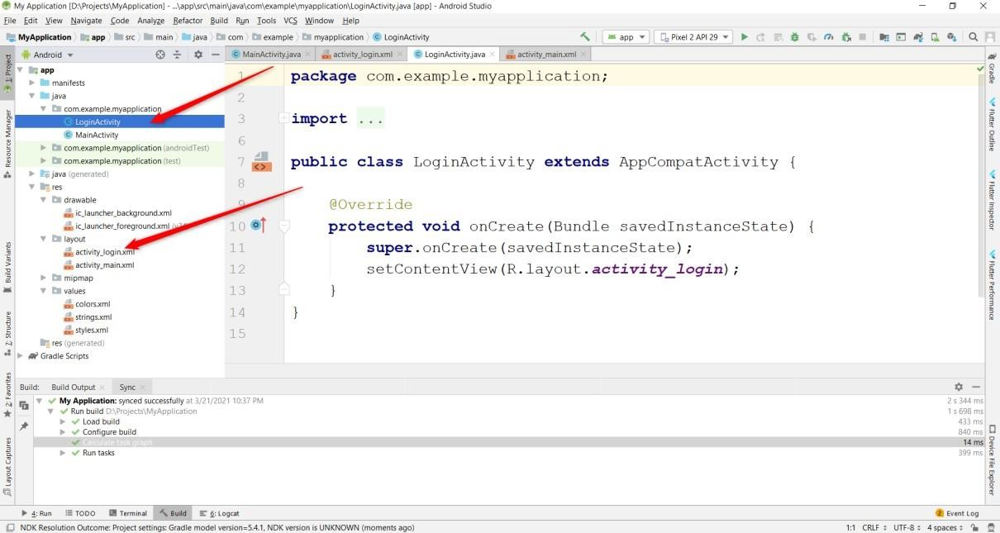 My Application [D:\Projects\MyApplication] - ...\app\src\main\java\com\example\myapplication\LoginActivity.java [app] - Android Studio
File Edit View Navigate Code Analyze Refactor Build Run Tools VCS Window Help
MyApplication app src main java com example myapplication LoginActivity app Pixel 2 API 29
Android MainActivity.java activity_login.xml LoginActivity.java activity_main.xml
app
manifests
java
com.example.myapplication
LoginActivity
MainActivity
com.example.myapplication (androidTest)
com.example.myapplication (test)
java (generated)
res
drawable
ic_launcher_background.xml
ic_launcher_foreground.xml
layout
activity_login.xml
activity_main.xml
mipmap
values
colors.xml
strings.xml
styles.xml
res (generated)
Gradle Scripts
1 package com.example.myapplication;
2
3 import ...
6
7 public class LoginActivity extends AppCompatActivity {
8
9 @Override
10 protected void onCreate(Bundle savedInstanceState) {
11 super.onCreate(savedInstanceState);
12 setContentView(R.layout.activity_login);
13 }
14 }
15
1: Project
Resource Manager
Build Variants
7: Structure
2: Favorites
Layout Captures
Gradle
Flutter Outline
Flutter Inspector
Flutter Performance
Device File Explorer
Build: Build Output Sync
My Application: synced successfully at 3/21/2021 10:37 PM 2 s 344 ms
Run build D:\Projects\MyApplication 1 s 698 ms
Load build 433 ms
Configure build 840 ms
Calculate task graph 14 ms
Run tasks 399 ms
4: Run TODO Terminal Build 6: Logcat 2 Event Log
NDK Resolution Outcome: Project settings: Gradle model version=5.4.1, NDK version is UNKNOWN (moments ago) 1:1 CRLF UTF-8 4 spaces